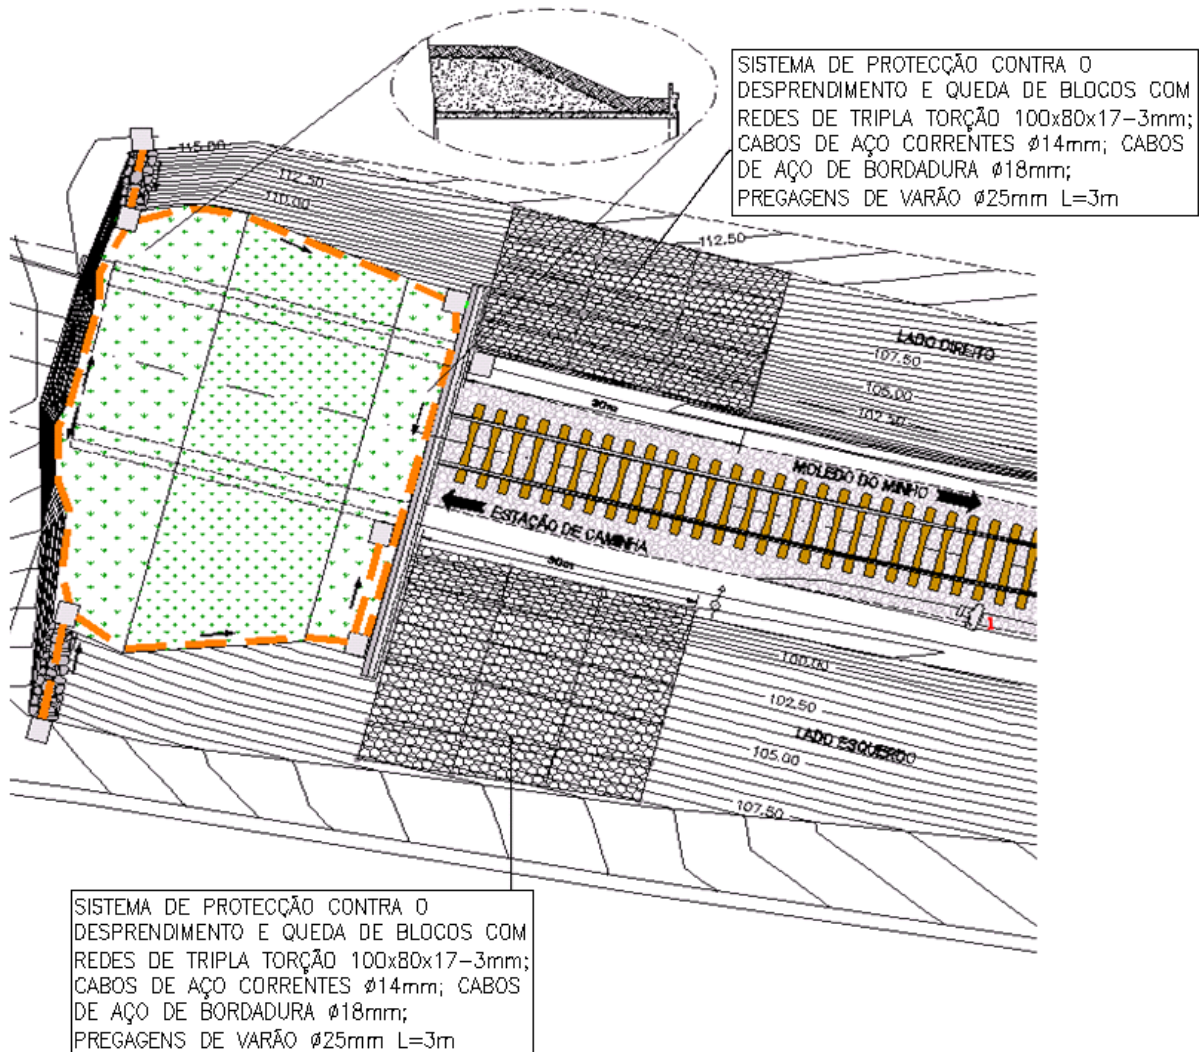 SISTEMA DE PROTECÇÃO CONTRA O
DESPRENDIMENTO E QUEDA DE BLOCOS COM
REDES DE TRIPLA TORÇÃO 100x80x17-3mm;
CABOS DE AÇO CORRENTES Ø14mm; CABOS
DE AÇO DE BORDADURA Ø18mm;
PREGAGENS DE VARÃO Ø25mm L=3m
115.00
112.50
110.00
112.50
LADO DIREITO
107.50
105.00
102.50
30m
MOLEDO DO MINHO
ESTAÇÃO DE CAMINHA
30m
1
100.00
102.50
LADO ESQUERDO
105.00
107.50
SISTEMA DE PROTECÇÃO CONTRA O
DESPRENDIMENTO E QUEDA DE BLOCOS COM
REDES DE TRIPLA TORÇÃO 100x80x17-3mm;
CABOS DE AÇO CORRENTES Ø14mm; CABOS
DE AÇO DE BORDADURA Ø18mm;
PREGAGENS DE VARÃO Ø25mm L=3m